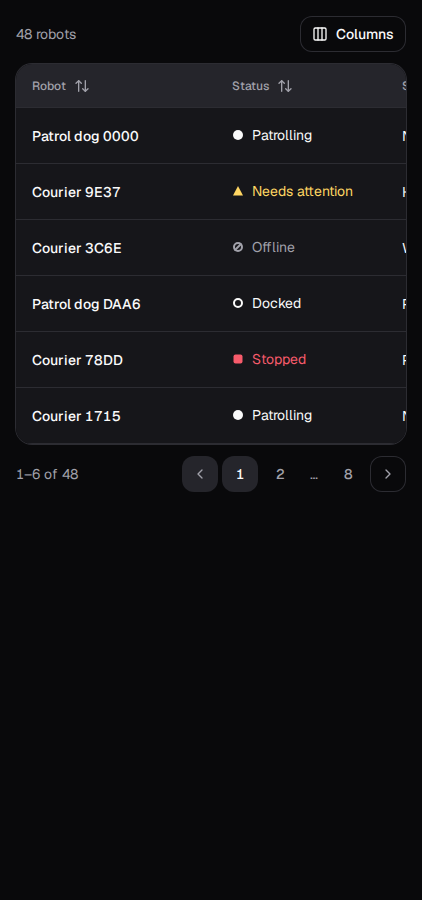 48 robots
Columns
Robot Status
Patrol dog 0000 Patrolling
Courier 9E37 Needs attention
Courier 3C6E Offline
Patrol dog DAA6 Docked
Courier 78DD Stopped
Courier 1715 Patrolling
1–6 of 48
1 2 … 8